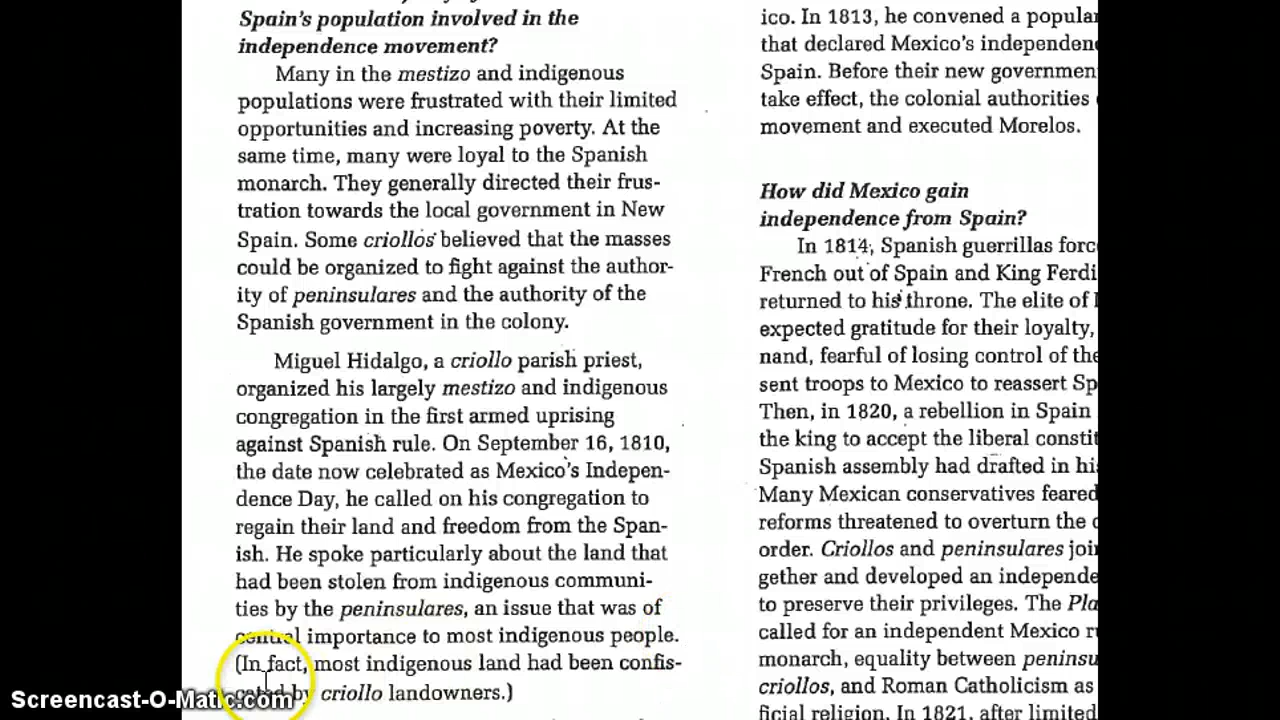 Spain's population involved in the
independence movement?
Many in the mestizo and indigenous
populations were frustrated with their limited
opportunities and increasing poverty. At the
same time, many were loyal to the Spanish
monarch. They generally directed their frus-
tration towards the local government in New
Spain. Some criollos believed that the masses
could be organized to fight against the author-
ity of peninsulares and the authority of the
Spanish government in the colony.
Miguel Hidalgo, a criollo parish priest,
organized his largely mestizo and indigenous
congregation in the first armed uprising
against Spanish rule. On September 16, 1810,
the date now celebrated as Mexico's Indepen-
dence Day, he called on his congregation to
regain their land and freedom from the Span-
ish. He spoke particularly about the land that
had been stolen from indigenous communi-
ties by the peninsulares, an issue that was of
central importance to most indigenous people.
(In fact, most indigenous land had been confis-
cated by criollo landowners.)
ico. In 1813, he convened a popular
that declared Mexico's independen
Spain. Before their new governmen
take effect, the colonial authorities
movement and executed Morelos.
How did Mexico gain
independence from Spain?
In 1814, Spanish guerrillas forc
French out of Spain and King Ferdi
returned to his throne. The elite of
expected gratitude for their loyalty,
nand, fearful of losing control of the
sent troops to Mexico to reassert Sp
Then, in 1820, a rebellion in Spain
the king to accept the liberal constit
Spanish assembly had drafted in hi
Many Mexican conservatives feared
reforms threatened to overturn the
order. Criollos and peninsulares join
gether and developed an independe
to preserve their privileges. The Pla
called for an independent Mexico r
monarch, equality between peninsu
criollos, and Roman Catholicism as
ficial religion. In 1821, after limited
Screencast-O-Matic.com